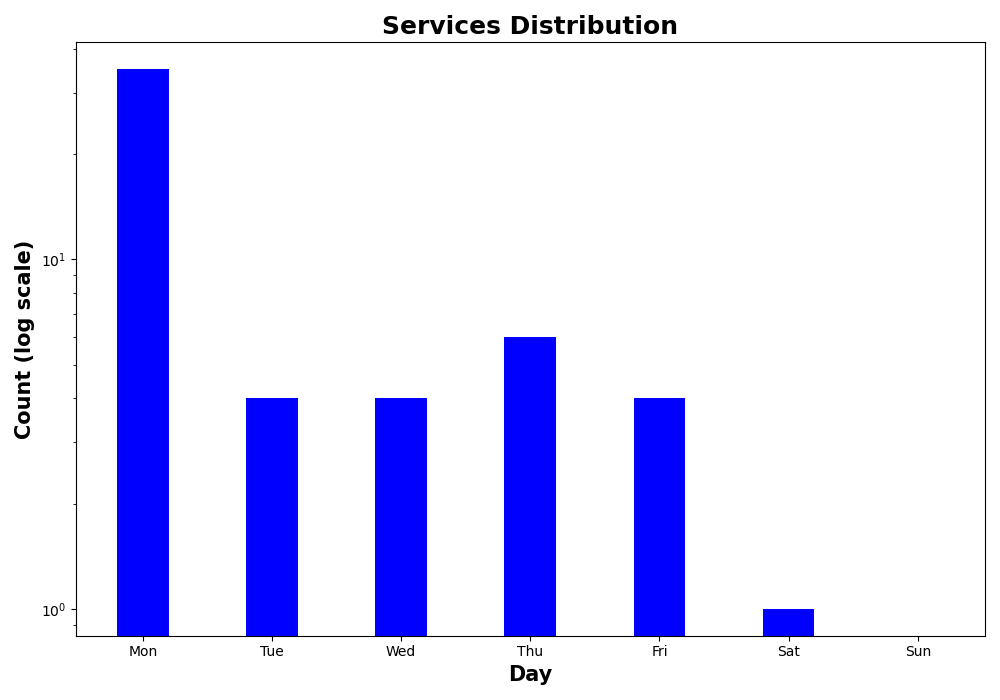 Services Distribution
Count (log scale)
10¹
10⁰
Mon Tue Wed Thu Fri Sat Sun
Day